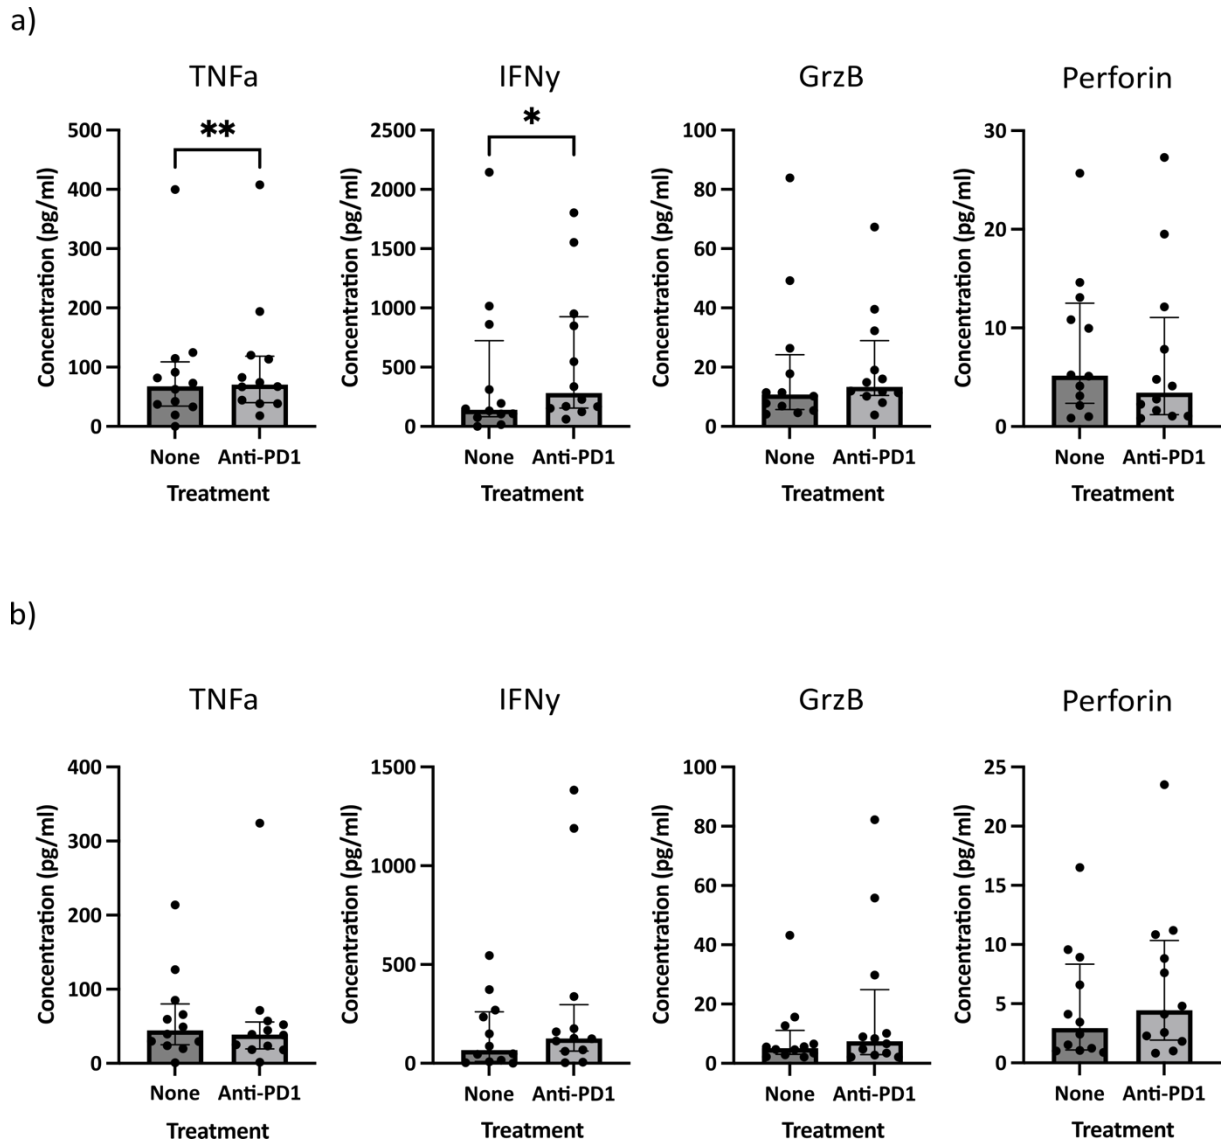 a)
TNFa
IFNy
GrzB
Perforin
**
*
Concentration (pg/ml)
500
400
300
200
100
0
None Anti-PD1
Treatment
Concentration (pg/ml)
2500
2000
1500
1000
500
0
None Anti-PD1
Treatment
Concentration (pg/ml)
100
80
60
40
20
0
None Anti-PD1
Treatment
Concentration (pg/ml)
30
20
10
0
None Anti-PD1
Treatment
b)
TNFa
IFNy
GrzB
Perforin
Concentration (pg/ml)
400
300
200
100
0
None Anti-PD1
Treatment
Concentration (pg/ml)
1500
1000
500
0
None Anti-PD1
Treatment
Concentration (pg/ml)
100
80
60
40
20
0
None Anti-PD1
Treatment
Concentration (pg/ml)
25
20
15
10
5
0
None Anti-PD1
Treatment